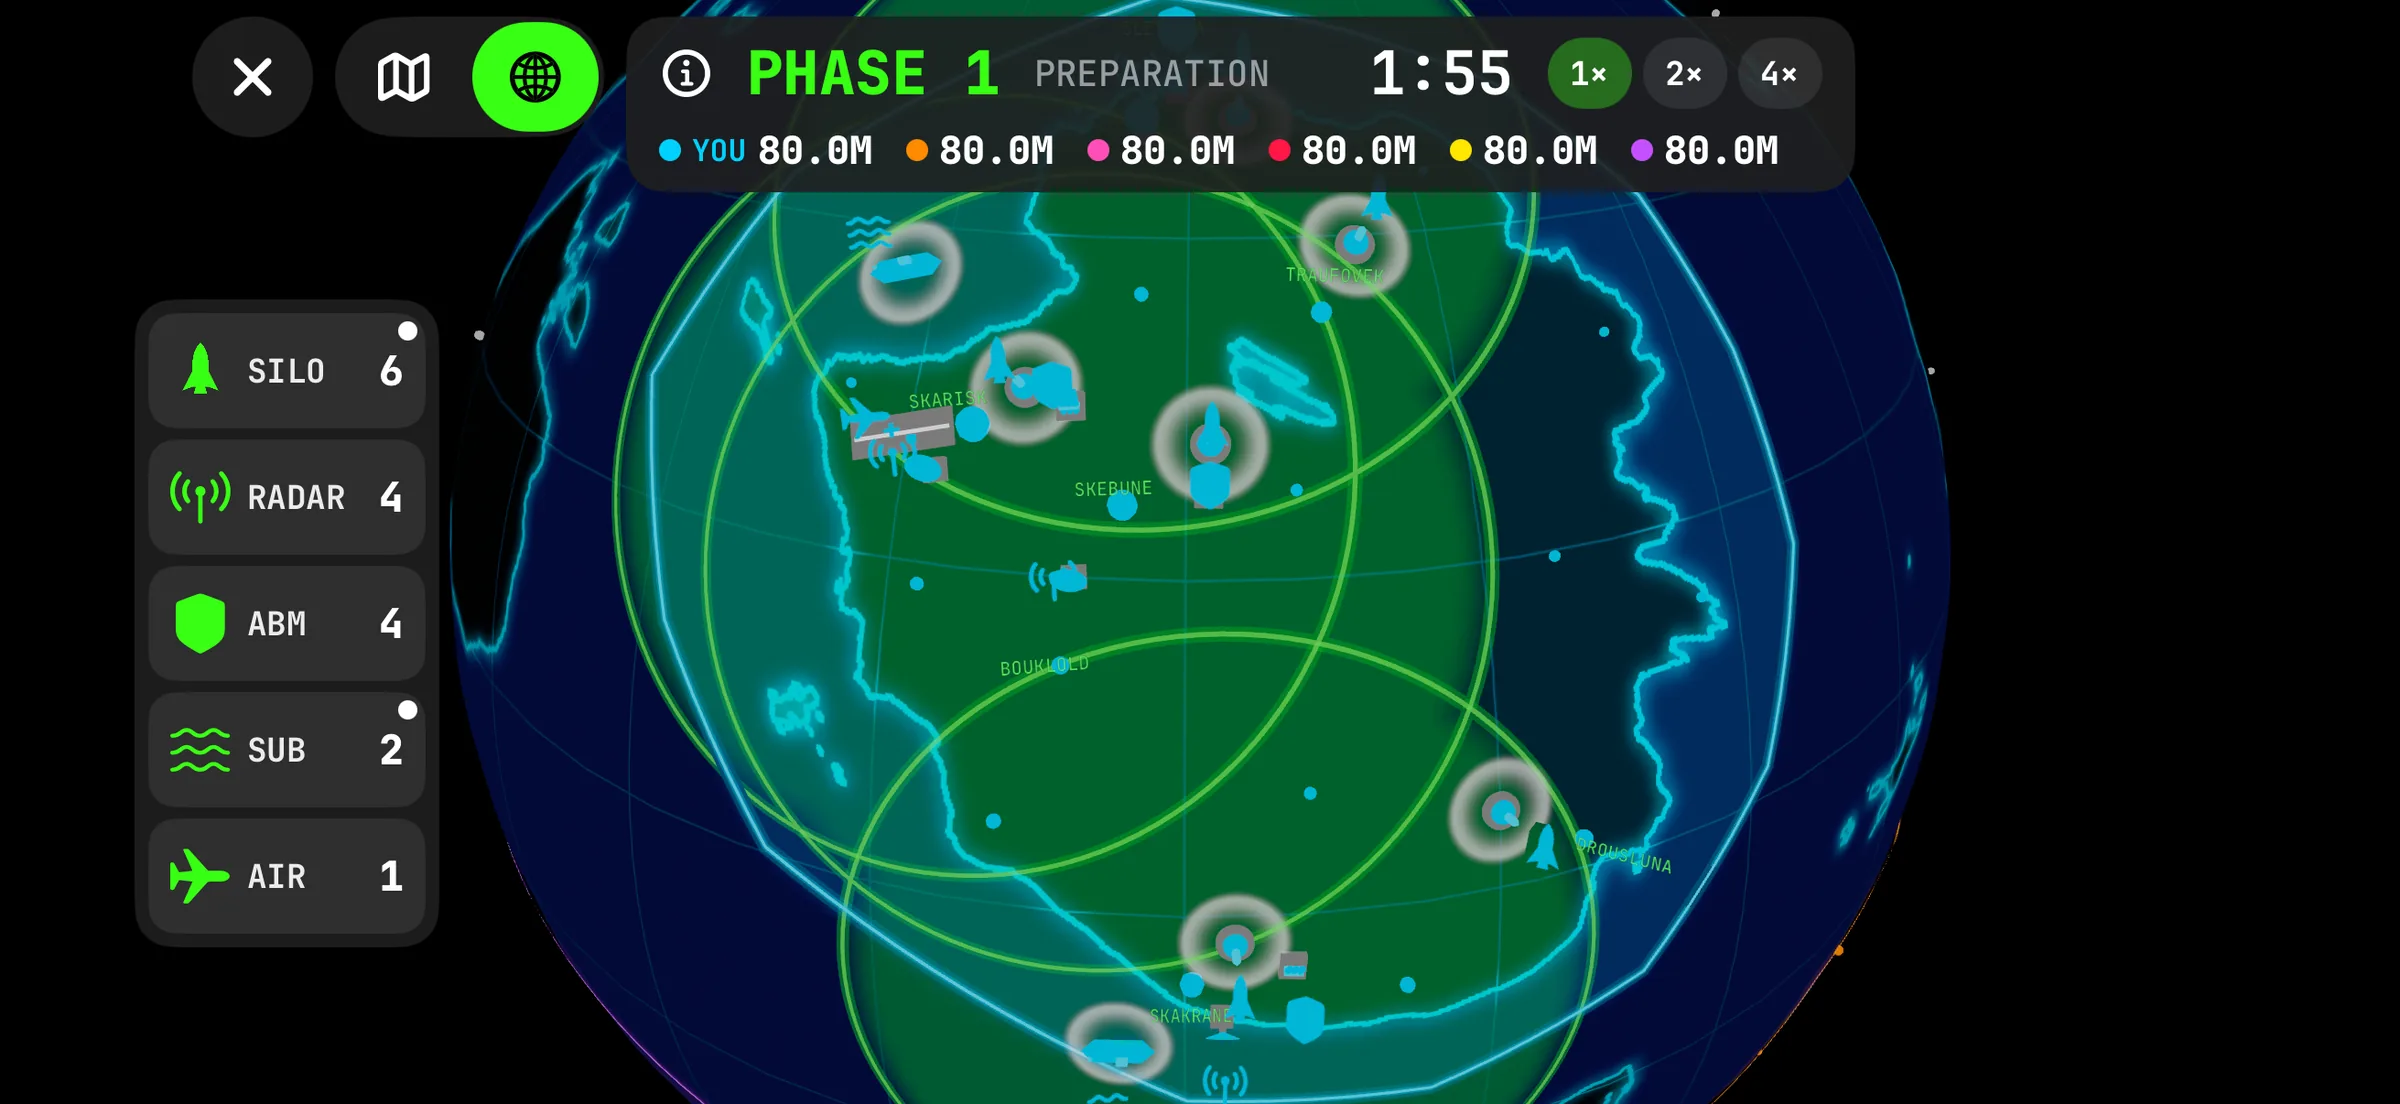 PHASE 1 PREPARATION 1:55 1× 2× 4×
YOU 80.0M 80.0M 80.0M 80.0M 80.0M 80.0M
SILO 6
RADAR 4
ABM 4
SUB 2
AIR 1
SKEBUNE
BOUKLOLD
DROUSLUNA
SKAKRANE